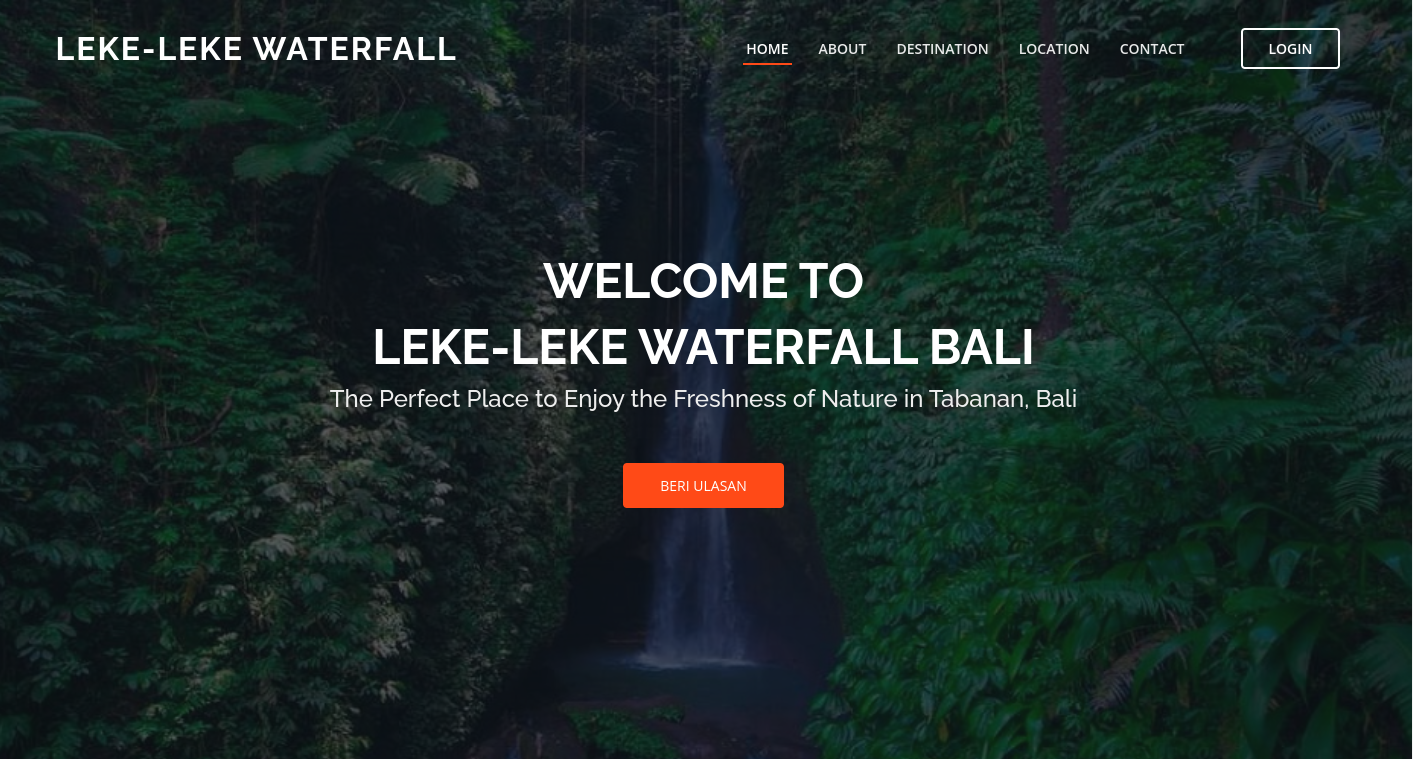 LEKE-LEKE WATERFALL
HOME ABOUT DESTINATION LOCATION CONTACT LOGIN
WELCOME TO
LEKE-LEKE WATERFALL BALI
The Perfect Place to Enjoy the Freshness of Nature in Tabanan, Bali
BERI ULASAN